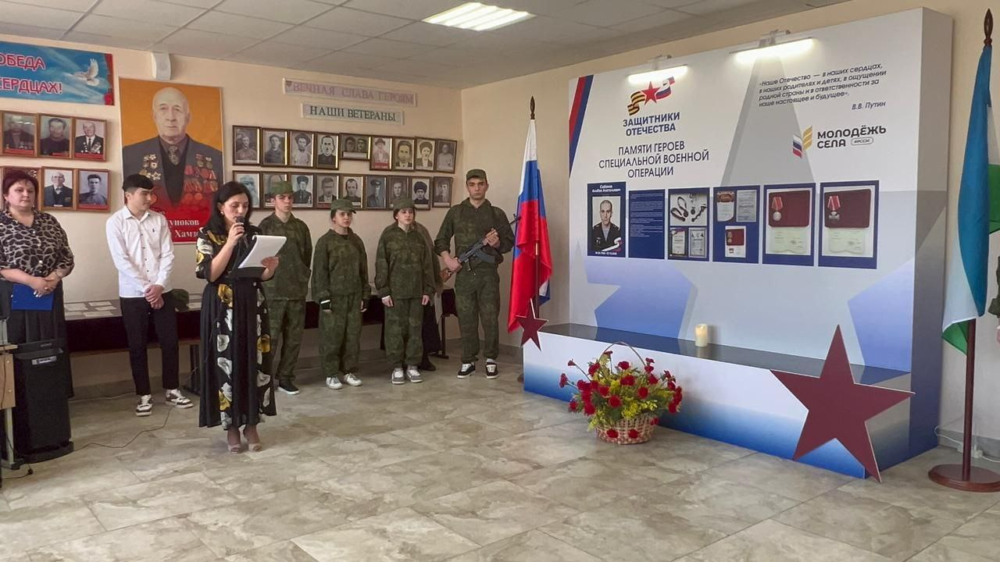 ОБЕДА
СЕРДЦАХ!
ВЕЧНАЯ СЛАВА ГЕРОЯМ
НАШИ ВЕТЕРАНЫ
ЗАЩИТНИКИ
ОТЕЧЕСТВА
ПАМЯТИ ГЕРОЕВ
СПЕЦИАЛЬНОЙ ВОЕННОЙ
ОПЕРАЦИИ
«Наше Отечество — в наших сердцах,
в наших родителях и детях, в ощущении
родной страны и в ответственности за
наше настоящее и будущее».
В.В. Путин
МОЛОДЁЖЬ
СЕЛА